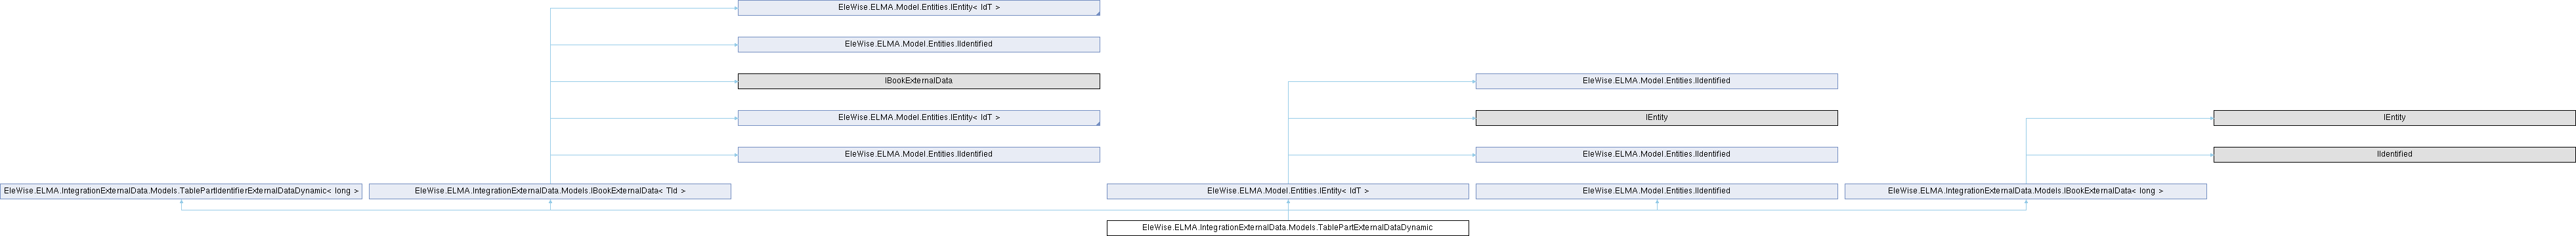 EleWise.ELMA.Model.Entities.IEntity< IdT >
EleWise.ELMA.Model.Entities.IIdentified
IBookExternalData
EleWise.ELMA.Model.Entities.IIdentified
EleWise.ELMA.Model.Entities.IEntity< IdT >
IEntity
IEntity
EleWise.ELMA.Model.Entities.IIdentified
EleWise.ELMA.Model.Entities.IIdentified
IIdentified
EleWise.ELMA.IntegrationExternalData.Models.TablePartIdentifierExternalDataDynamic< long >
EleWise.ELMA.IntegrationExternalData.Models.IBookExternalData< TId >
EleWise.ELMA.Model.Entities.IEntity< IdT >
EleWise.ELMA.Model.Entities.IIdentified
EleWise.ELMA.IntegrationExternalData.Models.IBookExternalData< long >
EleWise.ELMA.IntegrationExternalData.Models.TablePartExternalDataDynamic